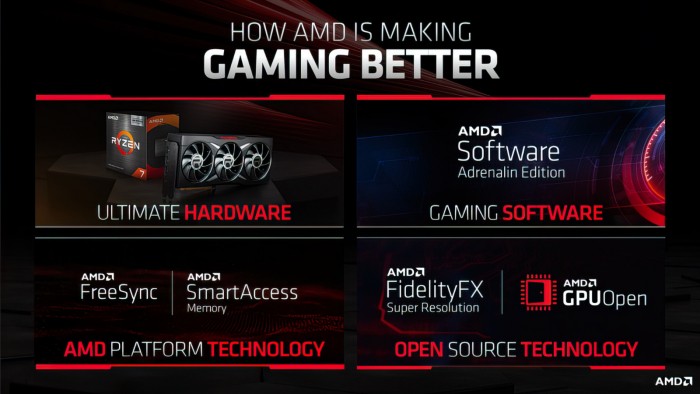 HOW AMD IS MAKING
GAMING BETTER
AMD
RYZEN
7
ULTIMATE HARDWARE
AMD
Software
Adrenalin Edition
GAMING SOFTWARE
AMD
FreeSync
AMD
SmartAccess
Memory
AMD PLATFORM TECHNOLOGY
AMD
FidelityFX
Super Resolution
AMD
GPUOpen
OPEN SOURCE TECHNOLOGY
AMD